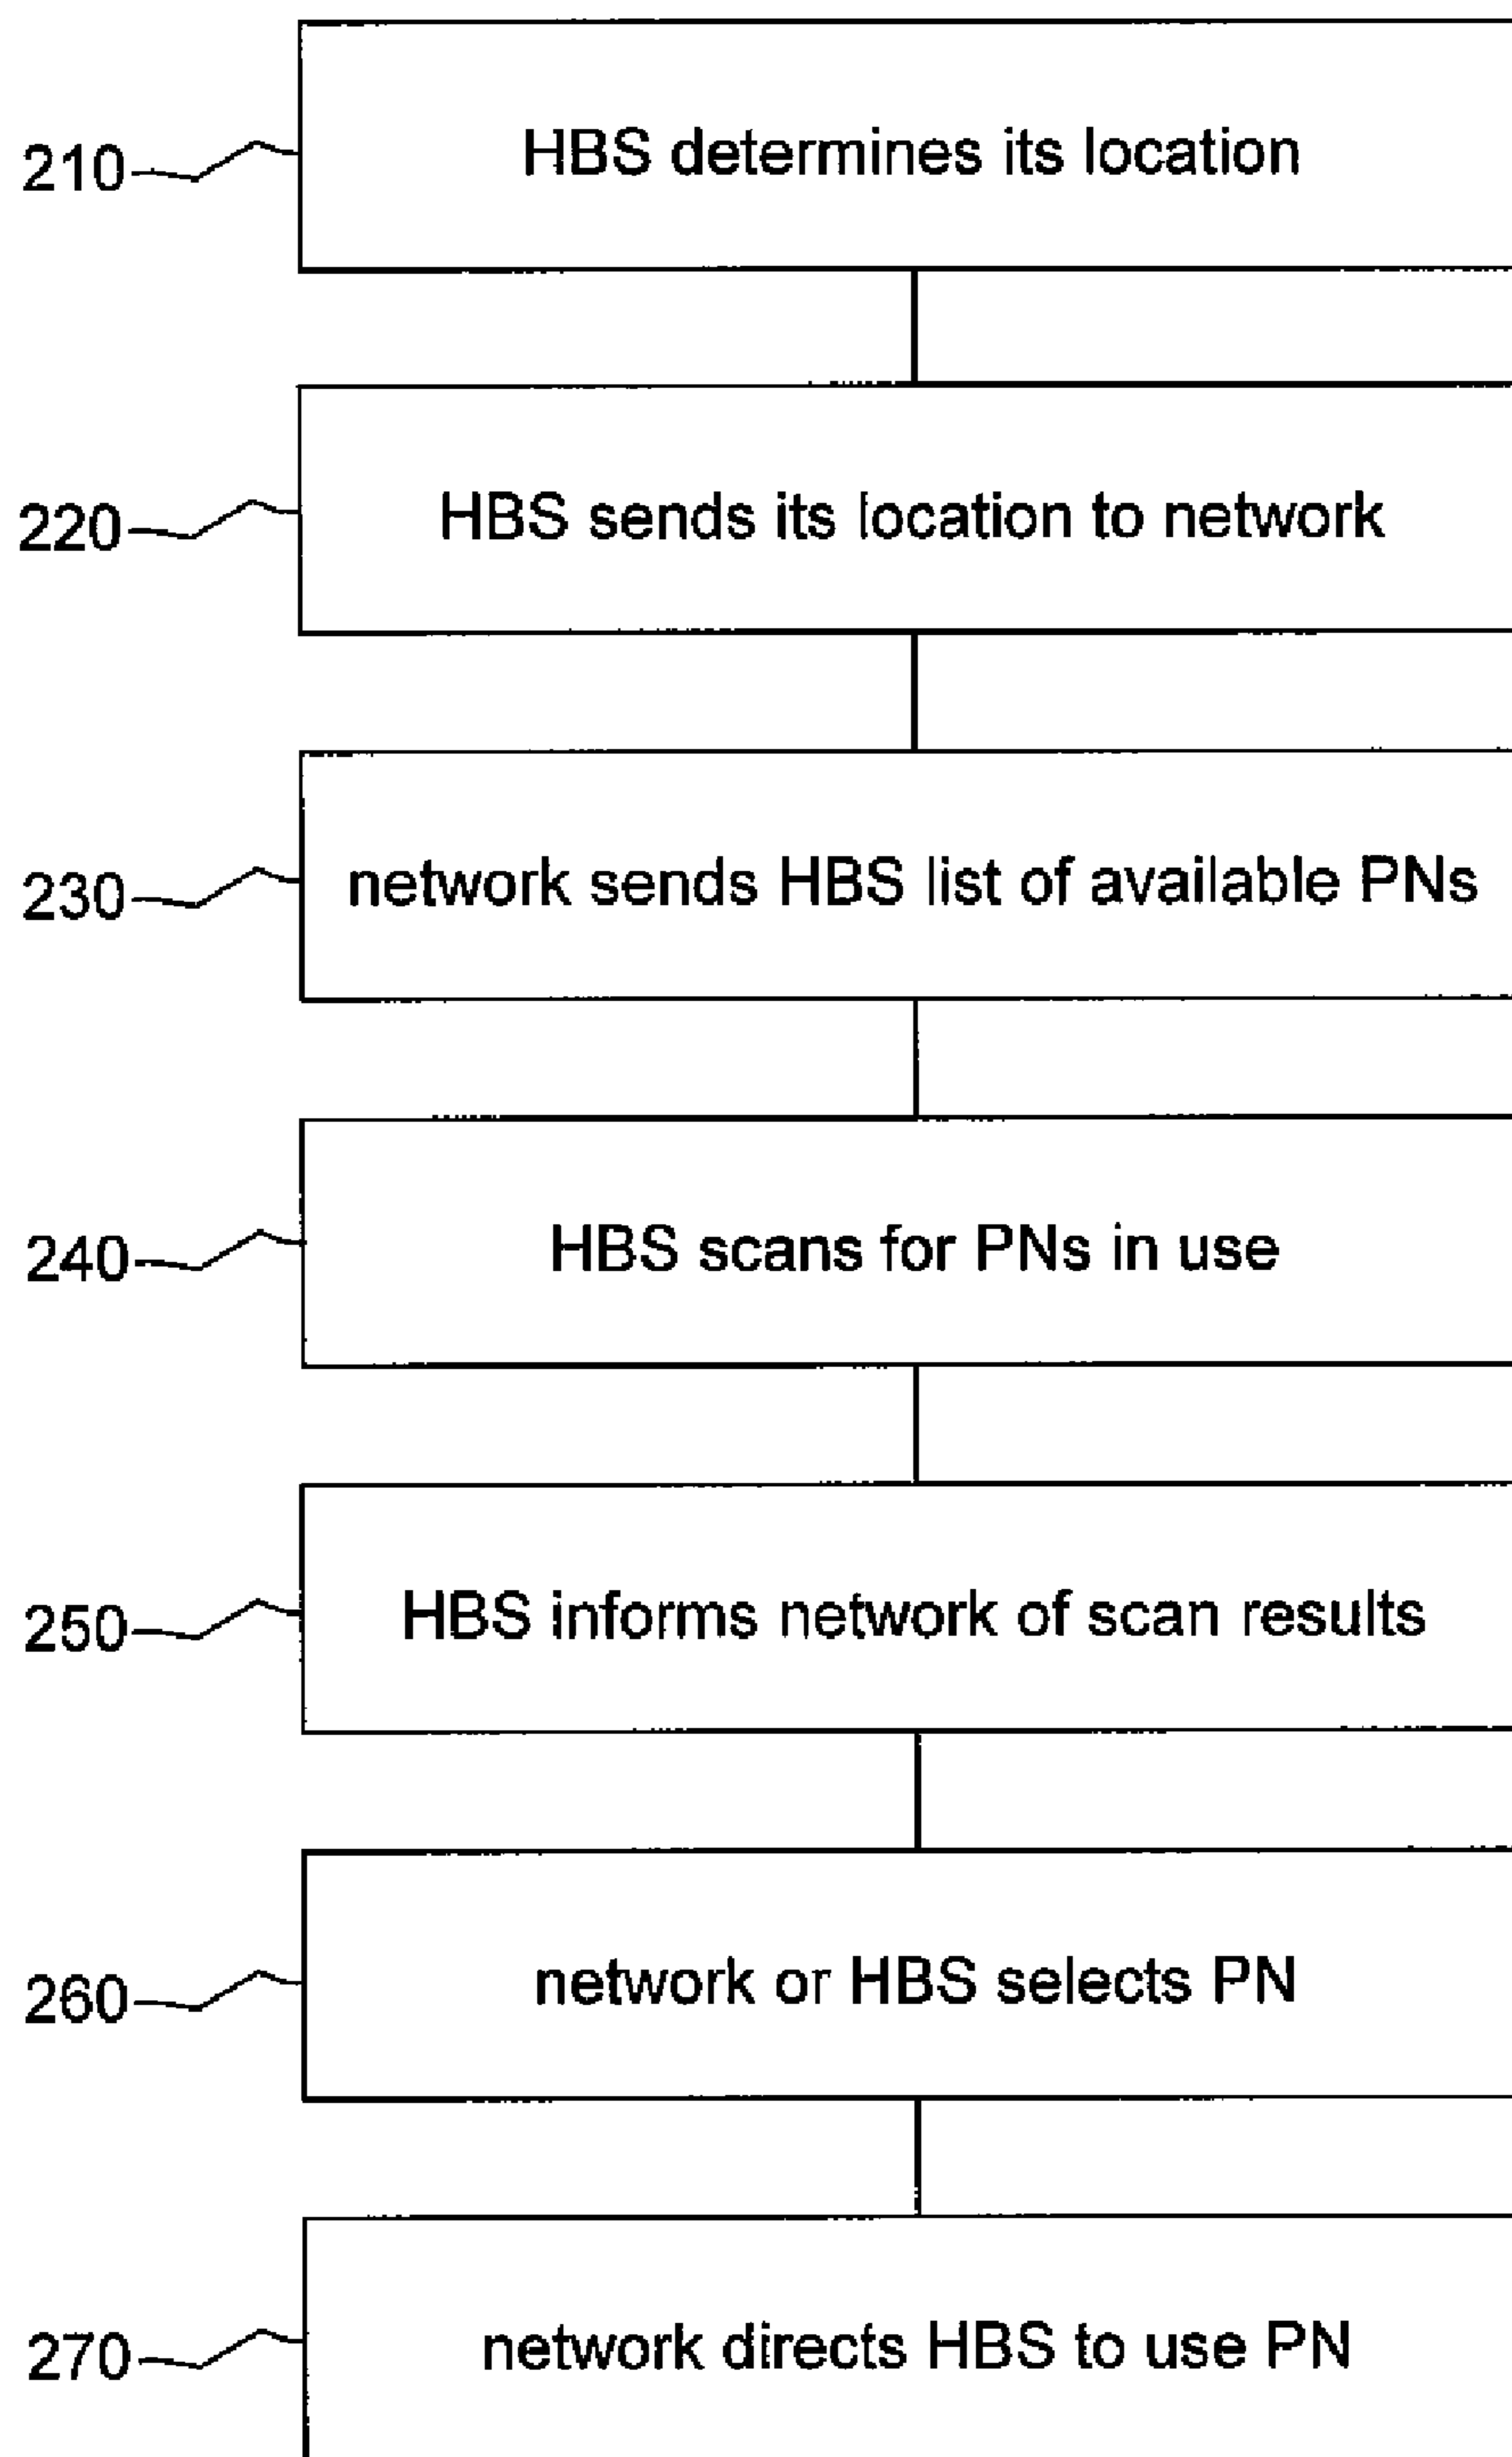 210 HBS determines its location
220 HBS sends its location to network
230 network sends HBS list of available PNs
240 HBS scans for PNs in use
250 HBS informs network of scan results
260 network or HBS selects PN
270 network directs HBS to use PN